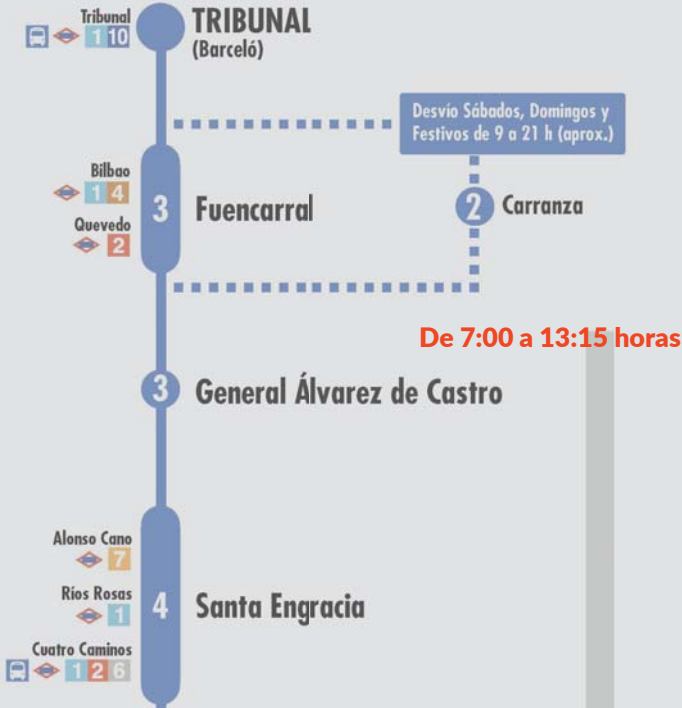 Tribunal
1 10
TRIBUNAL
(Barceló)
Desvío Sábados, Domingos y
Festivos de 9 a 21 h (aprox.)
Bilbao
1 4
Quevedo
2
3
Fuencarral
2
Carranza
De 7:00 a 13:15 horas
3
General Álvarez de Castro
Alonso Cano
7
Ríos Rosas
1
4
Santa Engracia
Cuatro Caminos
1 2 6